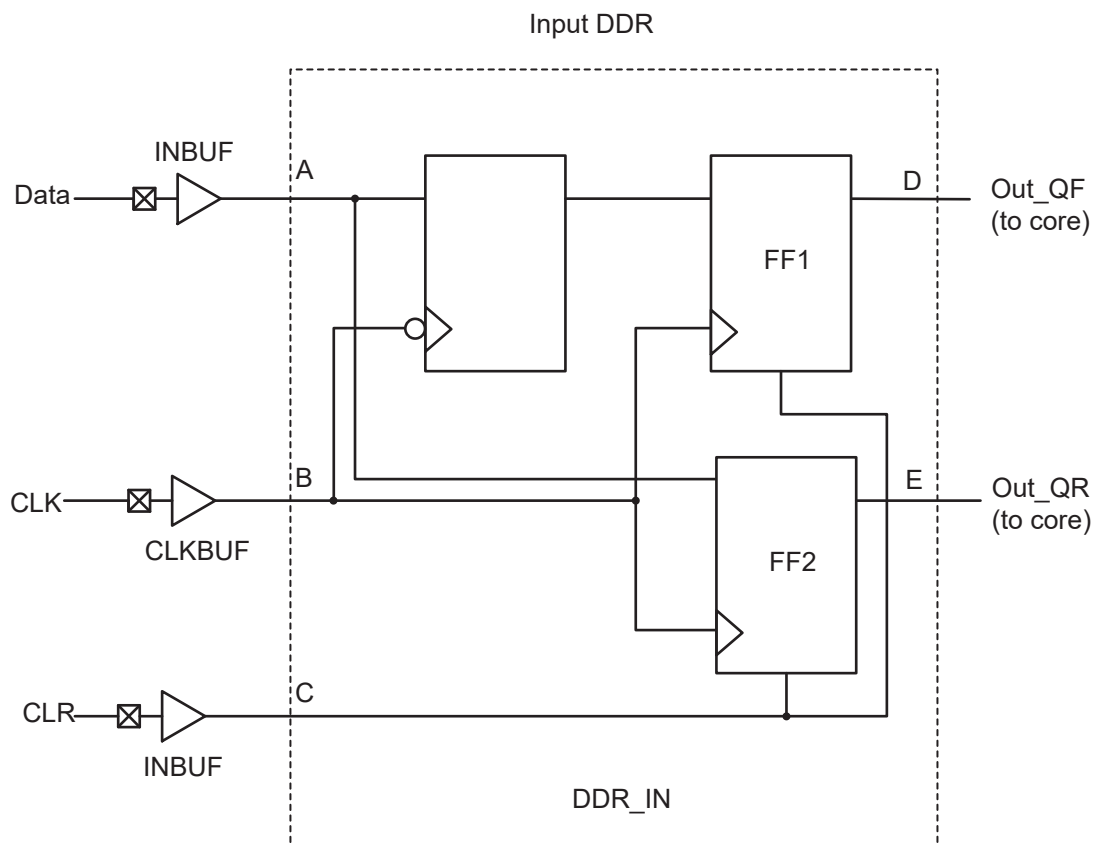 Input DDR
INBUF
A
Data
D
Out_QF
(to core)
FF1
B
CLK
CLKBUF
E
Out_QR
(to core)
FF2
C
CLR
INBUF
DDR_IN